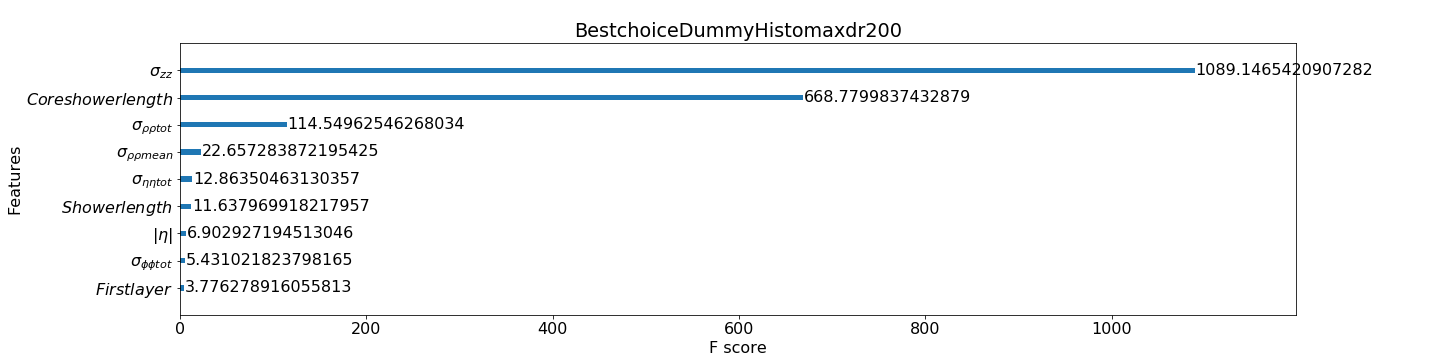 BestchoiceDummyHistomaxdr200
σzz 1089.1465420907282
Coreshowerlength 668.7799837432879
σρρtot 114.54962546268034
σρρmean 22.657283872195425
σηηtot 12.86350463130357
Showerlength 11.637969918217957
|η| 6.902927194513046
σϕϕtot 5.431021823798165
Firstlayer 3.776278916055813
Features
0 200 400 600 800 1000
F score